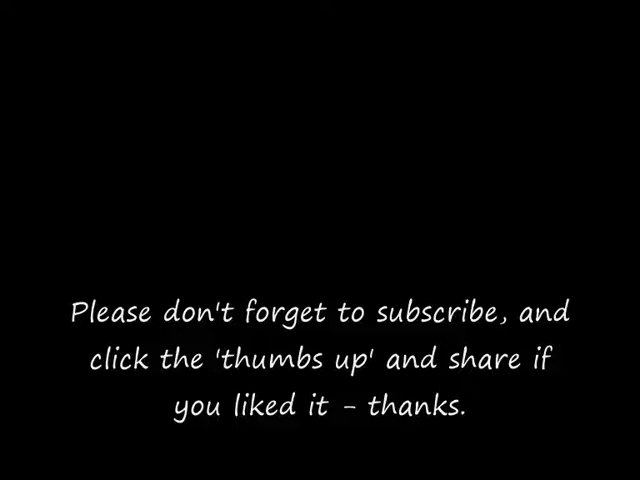 Please don't forget to subscribe, and
click the 'thumbs up' and share if
you liked it - thanks.